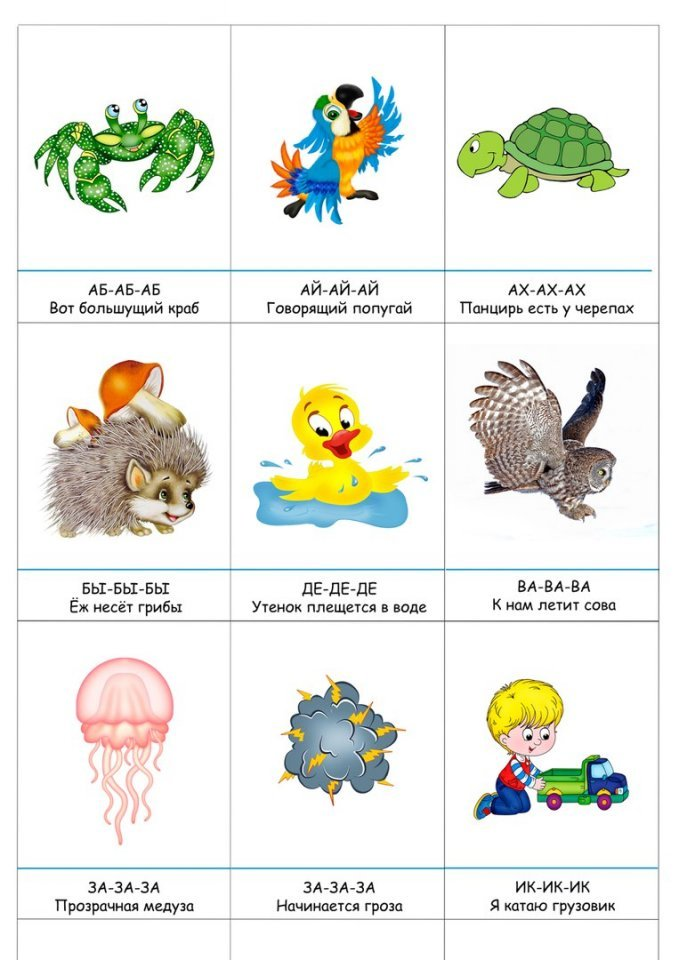 АБ-АБ-АБ
Вот большущий краб
АЙ-АЙ-АЙ
Говорящий попугай
АХ-АХ-АХ
Панцирь есть у черепах
БЫ-БЫ-БЫ
Ёж несёт грибы
ДЕ-ДЕ-ДЕ
Утенок плещется в воде
ВА-ВА-ВА
К нам летит сова
ЗА-ЗА-ЗА
Прозрачная медуза
ЗА-ЗА-ЗА
Начинается гроза
ИК-ИК-ИК
Я катаю грузовик